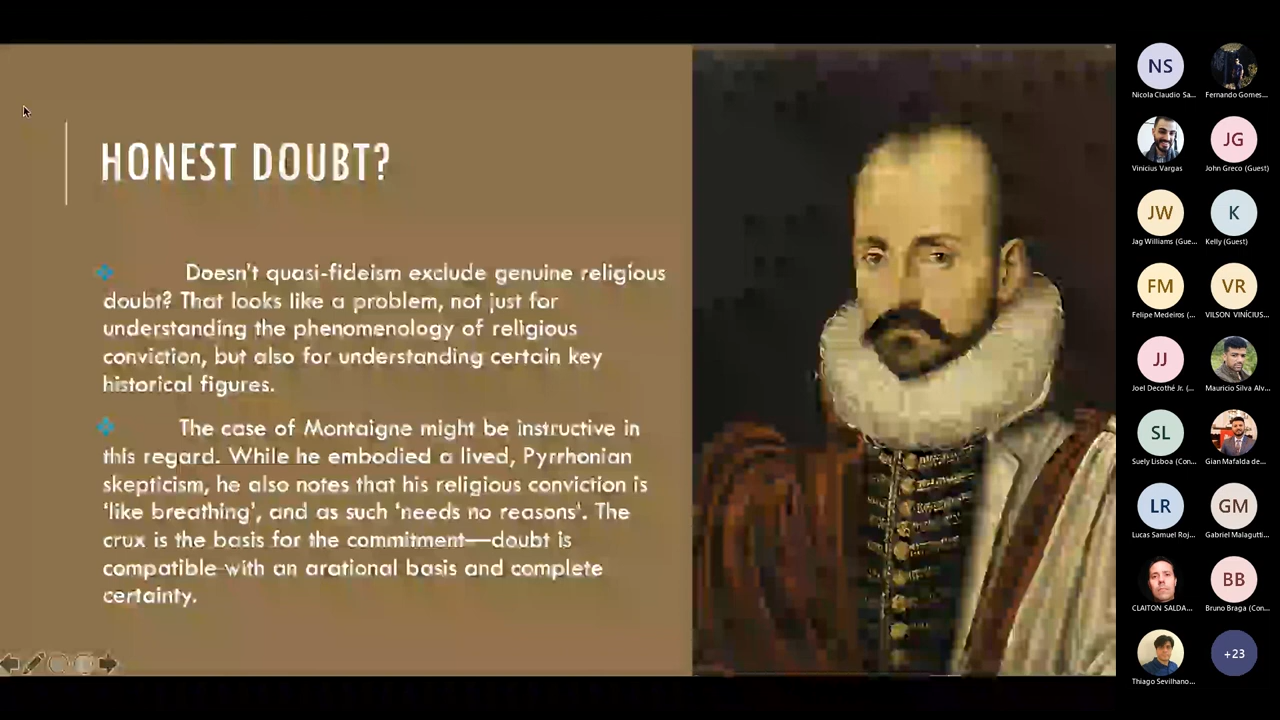 HONEST DOUBT?
Doesn't quasi-fideism exclude genuine religious
doubt? That looks like a problem, not just for
understanding the phenomenology of religious
conviction, but also for understanding certain key
historical figures.
The case of Montaigne might be instructive in
this regard. While he embodied a lived, Pyrrhonian
skepticism, he also notes that his religious conviction is
'like breathing', and as such 'needs no reasons'. The
crux is the basis for the commitment—doubt is
compatible with an arational basis and complete
certainty.
NS
Nicola Claudio Sa...
Fernando Gomes...
Vinicius Vargas
JG
John Greco (Guest)
JW
Jag Williams (Gue...
K
Kelly (Guest)
FM
Felipe Medeiros (...
VR
VILSON VINÍCIUS...
JJ
Joel Decothé Jr. (...
Mauricio Silva Alv...
SL
Suely Lisboa (Con...
Gian Mafalda de...
LR
Lucas Samuel Roj...
GM
Gabriel Malagutti...
CLAITON SALDA...
BB
Bruno Braga (Con...
Thiago Sevilhano...
+23